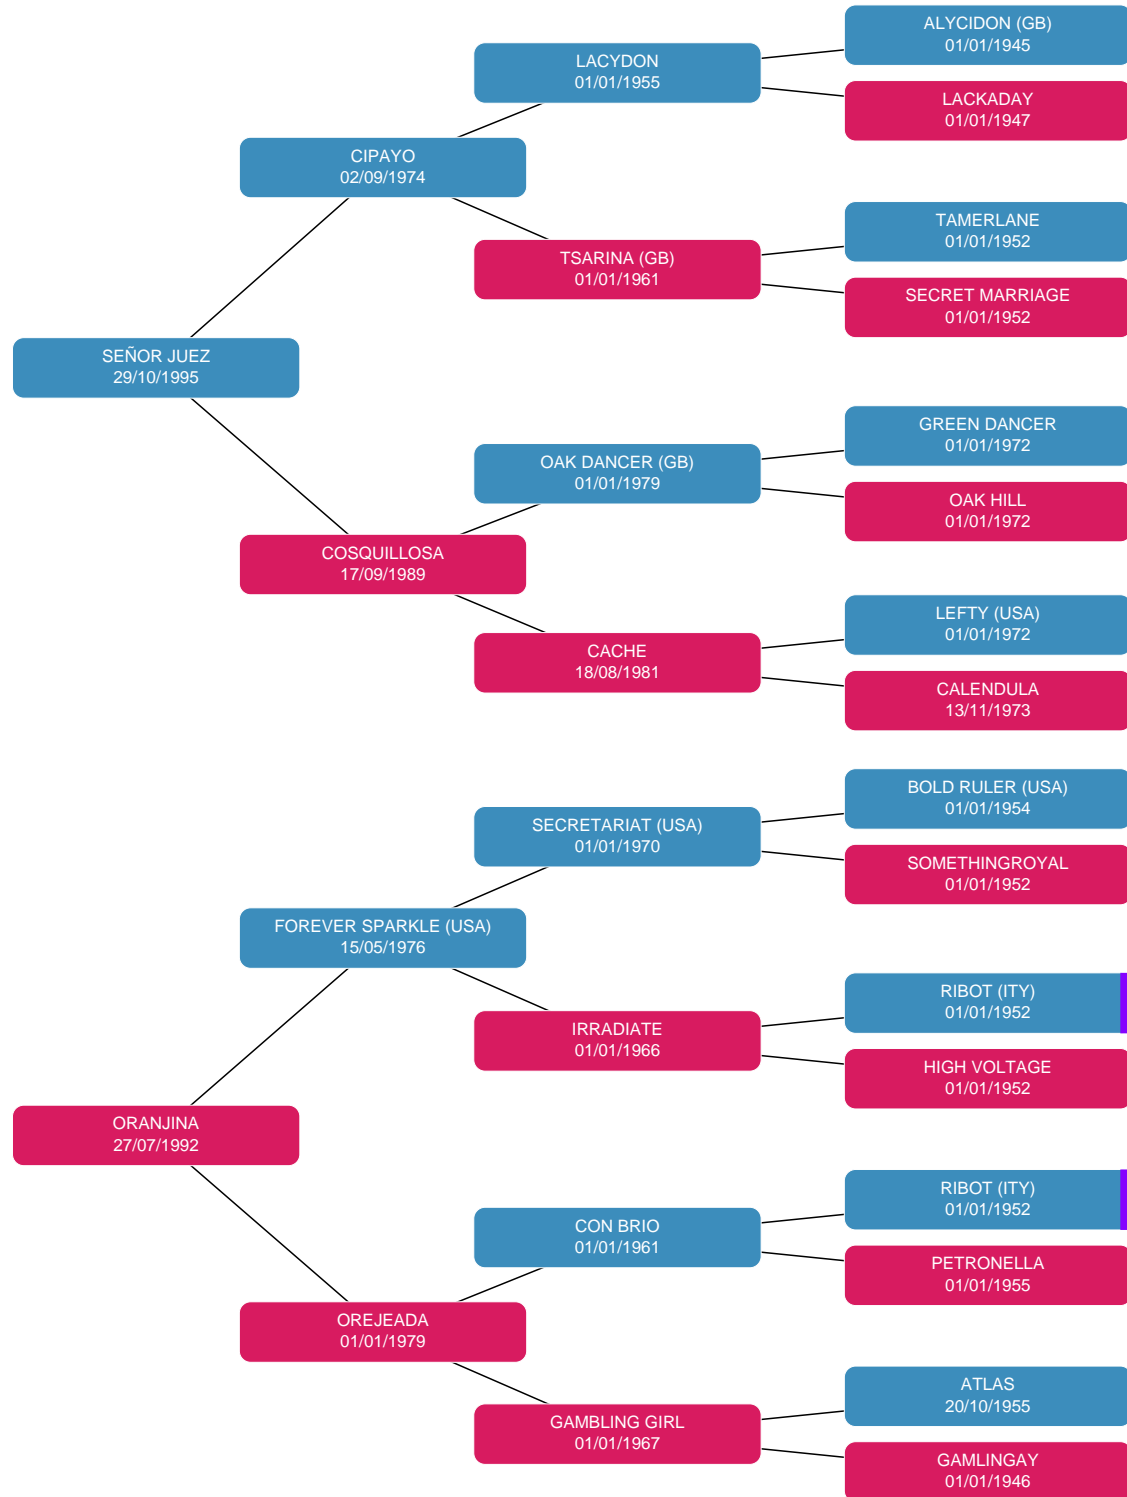 ALYCIDON (GB)
01/01/1945
LACYDON
01/01/1955
LACKADAY
01/01/1947
CIPAYO
02/09/1974
TAMERLANE
01/01/1952
TSARINA (GB)
01/01/1961
SECRET MARRIAGE
01/01/1952
SEÑOR JUEZ
29/10/1995
GREEN DANCER
01/01/1972
OAK DANCER (GB)
01/01/1979
OAK HILL
01/01/1972
COSQUILLOSA
17/09/1989
LEFTY (USA)
01/01/1972
CACHE
18/08/1981
CALENDULA
13/11/1973
BOLD RULER (USA)
01/01/1954
SECRETARIAT (USA)
01/01/1970
SOMETHINGROYAL
01/01/1952
FOREVER SPARKLE (USA)
15/05/1976
RIBOT (ITY)
01/01/1952
IRRADIATE
01/01/1966
HIGH VOLTAGE
01/01/1952
ORANJINA
27/07/1992
RIBOT (ITY)
01/01/1952
CON BRIO
01/01/1961
PETRONELLA
01/01/1955
OREJEADA
01/01/1979
ATLAS
20/10/1955
GAMBLING GIRL
01/01/1967
GAMLINGAY
01/01/1946